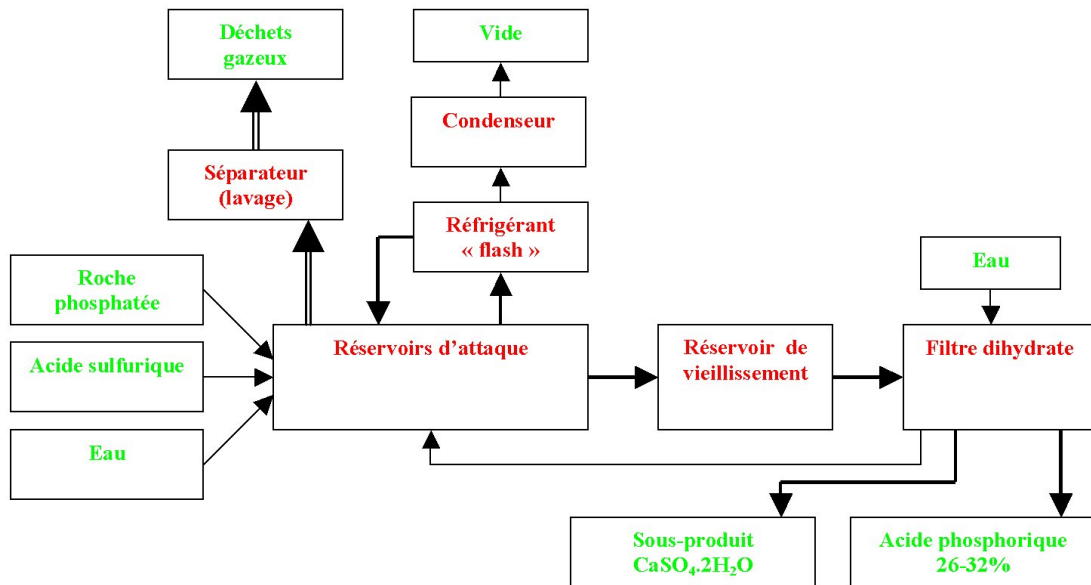 Déchets
gazeux
Vide
Condenseur
Séparateur
(lavage)
Réfrigérant
« flash »
Roche
phosphatée
Eau
Réservoirs d'attaque
Réservoir de
vieillissement
Filtre dihydrate
Acide sulfurique
Eau
Sous-produit
CaSO₄.2H₂O
Acide phosphorique
26-32%